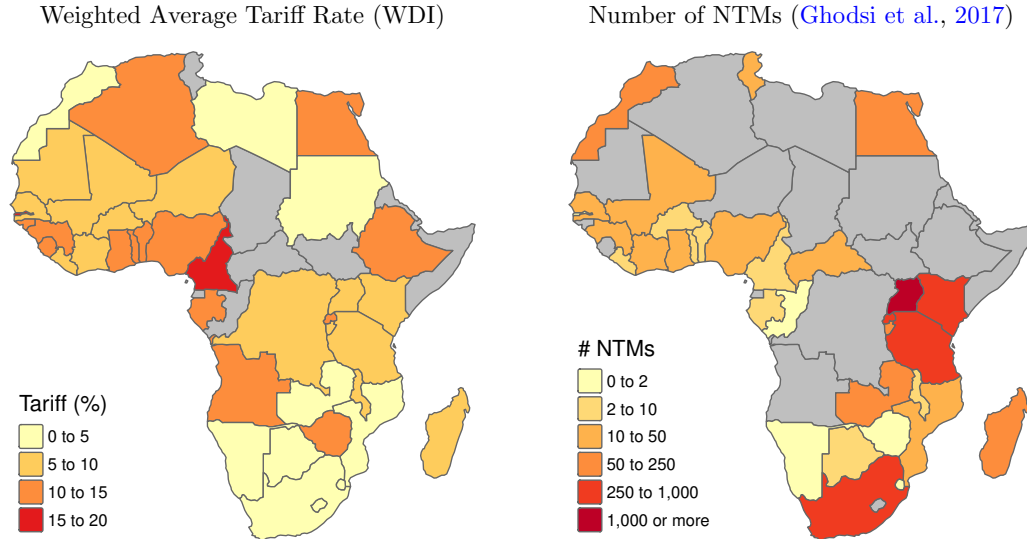 Weighted Average Tariff Rate (WDI)
Tariff (%)
0 to 5
5 to 10
10 to 15
15 to 20
Number of NTMs (Ghodsi et al., 2017)
# NTMs
0 to 2
2 to 10
10 to 50
50 to 250
250 to 1,000
1,000 or more